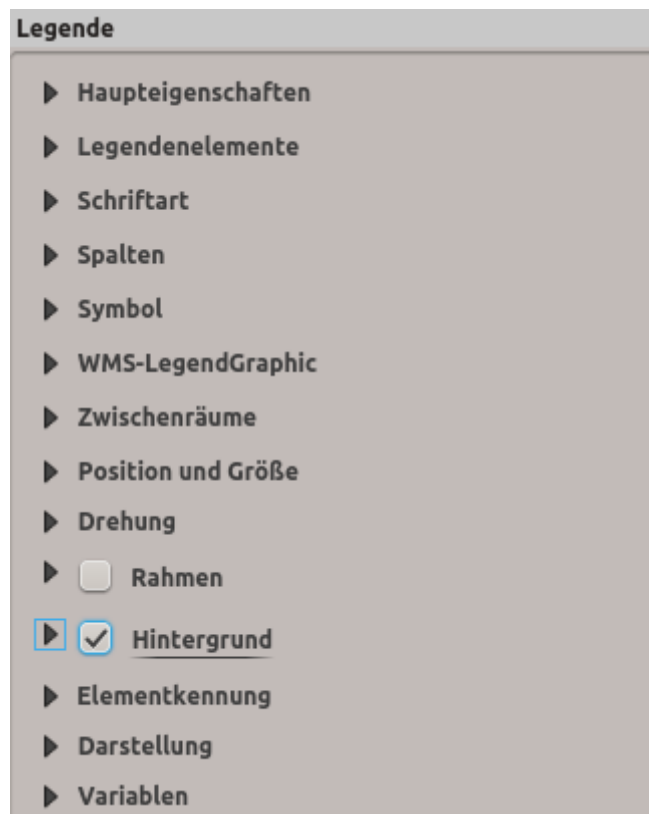 Legende
Haupteigenschaften
Legendenelemente
Schriftart
Spalten
Symbol
WMS-LegendGraphic
Zwischenräume
Position und Größe
Drehung
Rahmen
Hintergrund
Elementkennung
Darstellung
Variablen